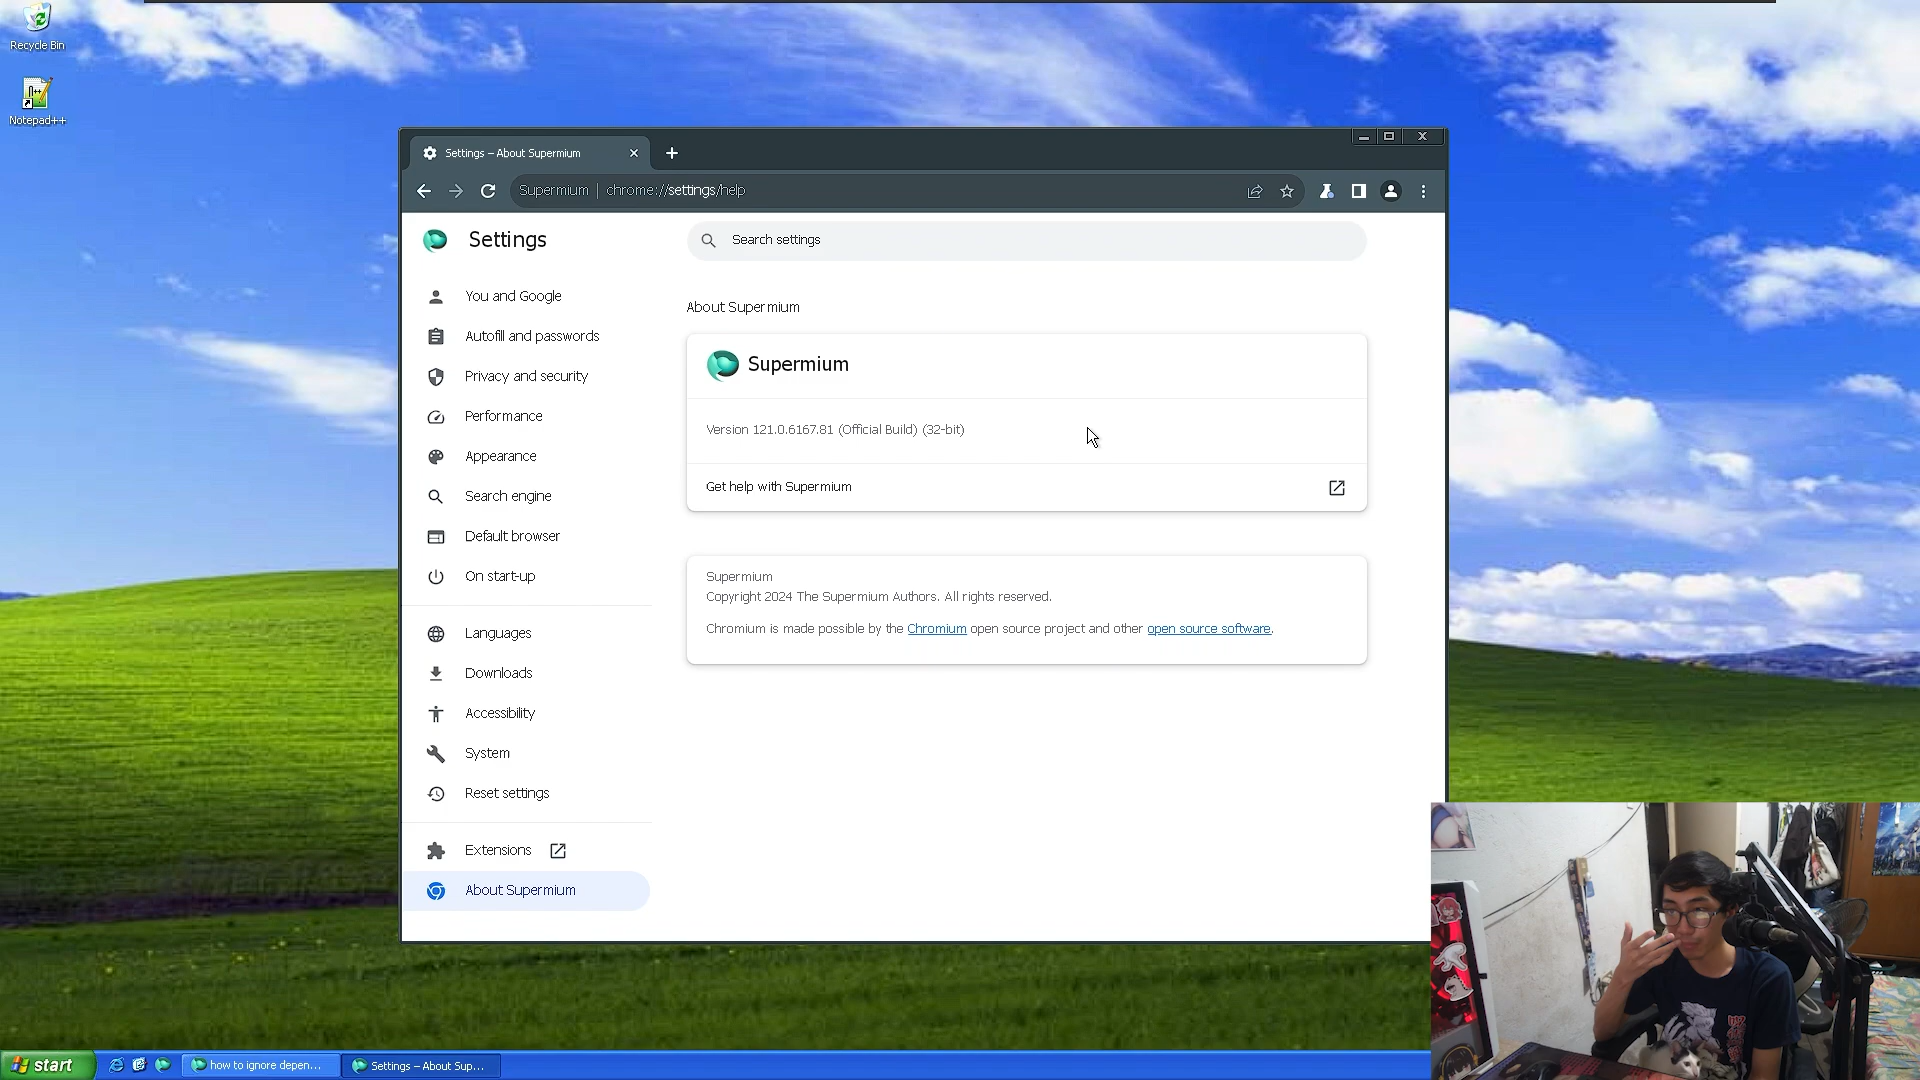 Recycle Bin
Notepad++
Settings – About Supermium
Supermium | chrome://settings/help
Settings
Search settings
You and Google
Autofill and passwords
Privacy and security
Performance
Appearance
Search engine
Default browser
On start-up
Languages
Downloads
Accessibility
System
Reset settings
Extensions
About Supermium
About Supermium
Supermium
Version 121.0.6167.81 (Official Build) (32-bit)
Get help with Supermium
Supermium
Copyright 2024 The Supermium Authors. All rights reserved.
Chromium is made possible by the Chromium open source project and other open source software.
start
how to ignore depen...
Settings – About Sup...